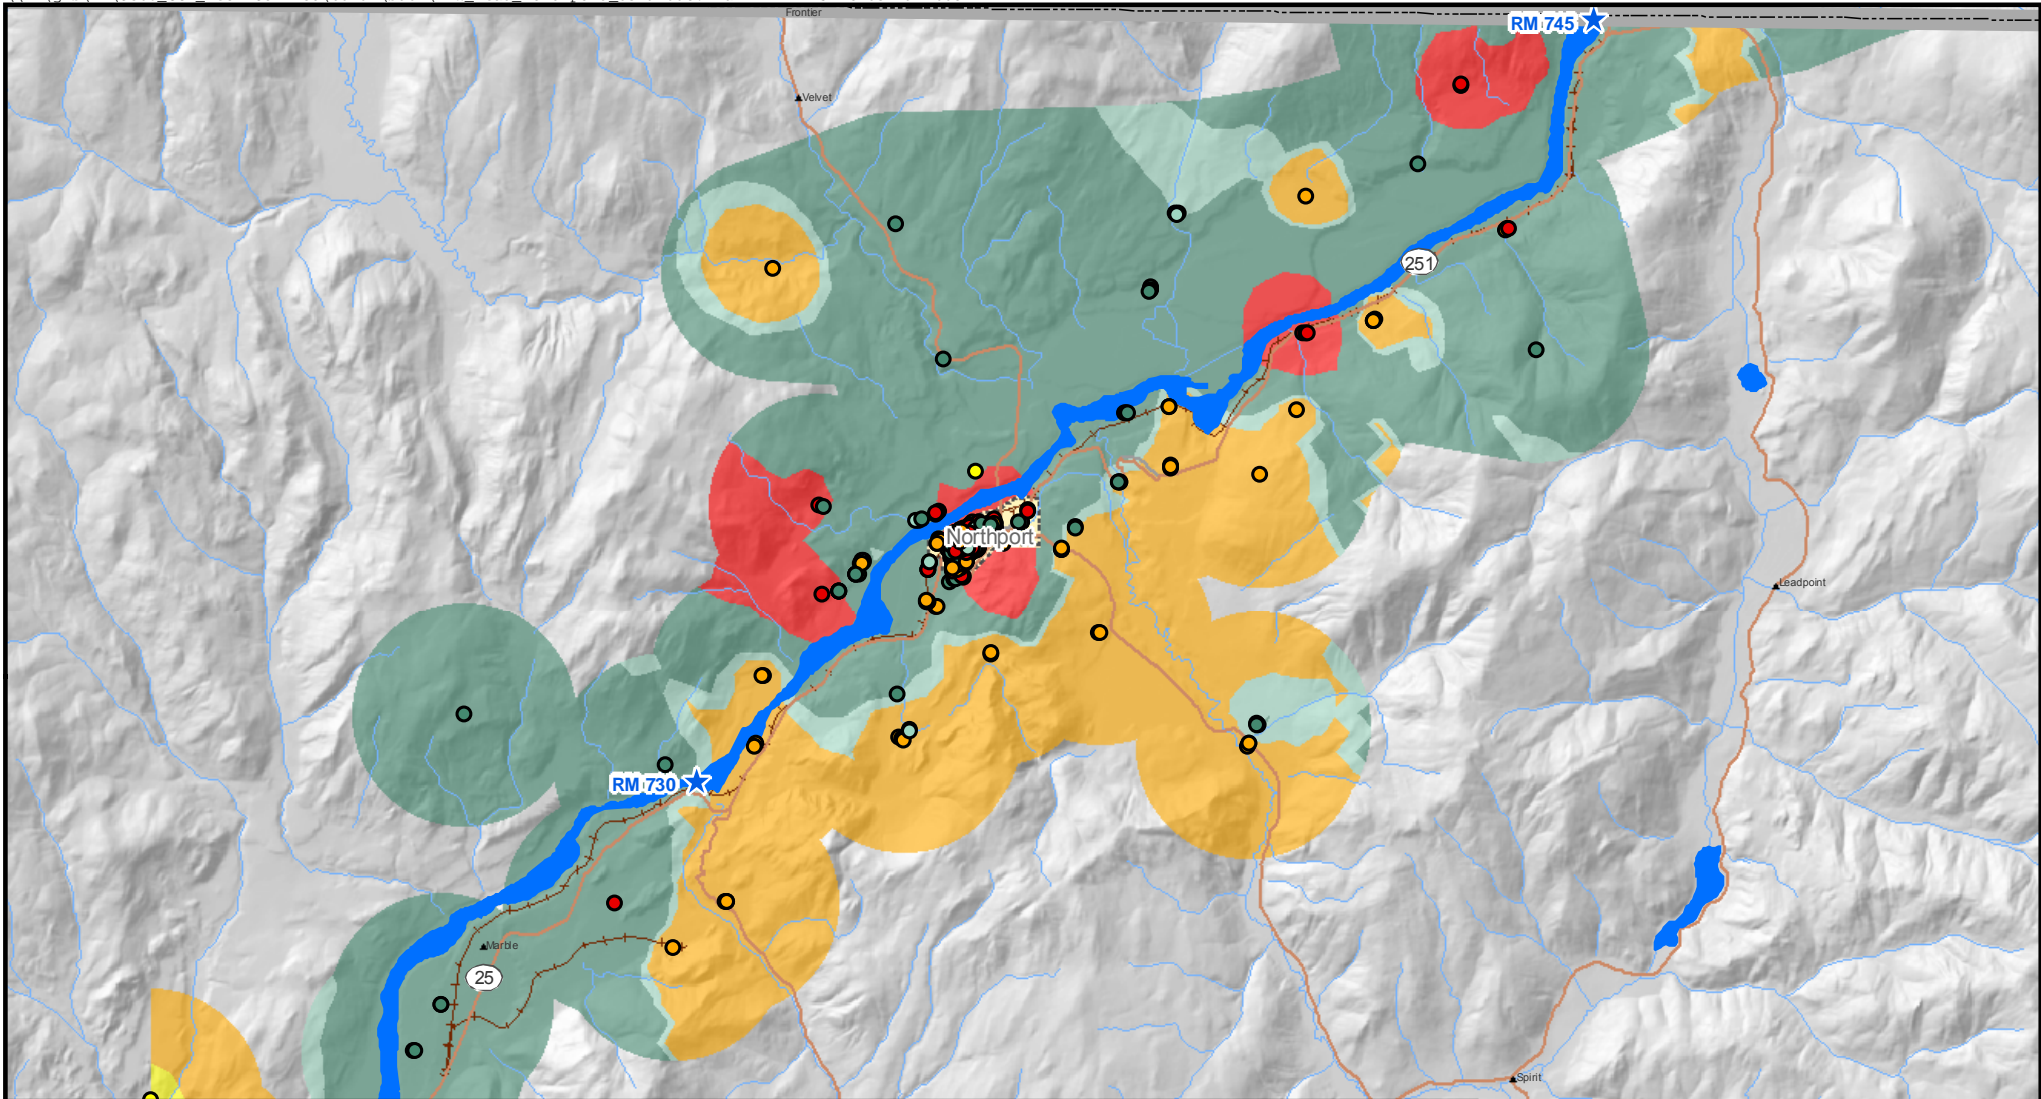 Frontier
RM 745
Velvet
251
Northport
Leadpoint
RM 730
Marble
25
Spirit